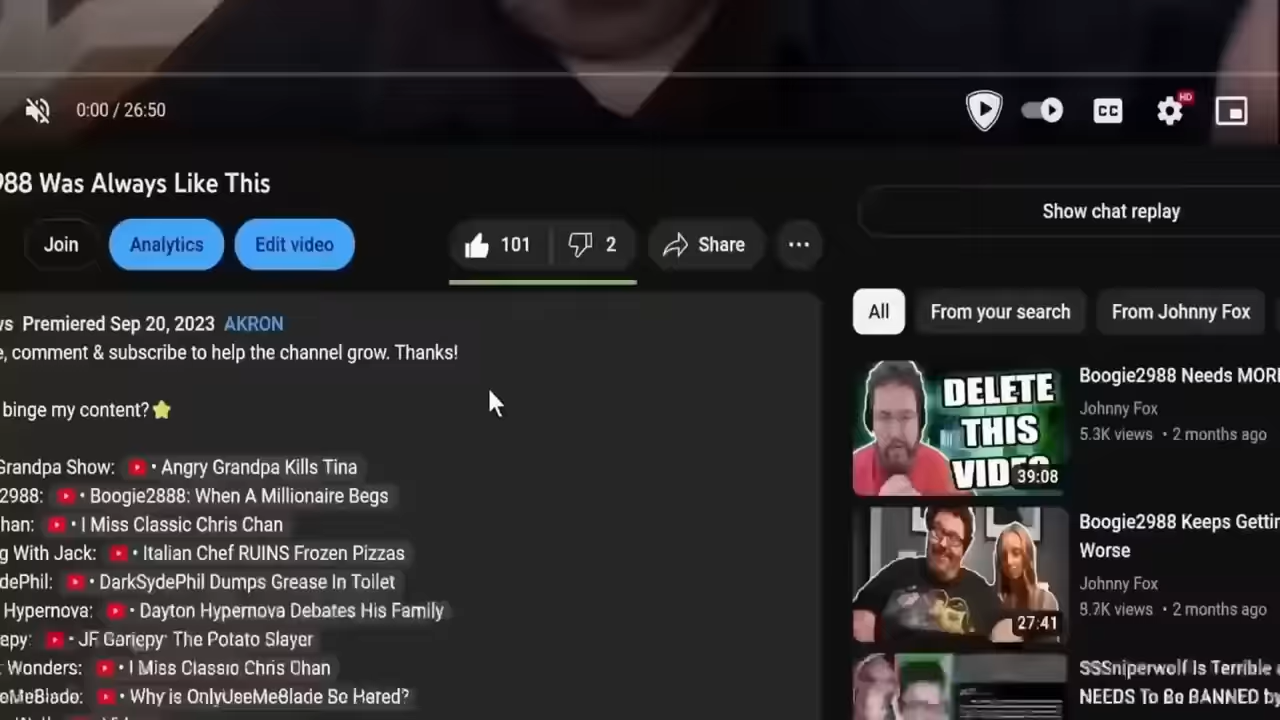 0:00 / 26:50
HD
CC
988 Was Always Like This
Join
Analytics
Edit video
101
2
Share
Show chat replay
All
From your search
From Johnny Fox
Premiered Sep 20, 2023 AKRON
, comment & subscribe to help the channel grow. Thanks!
binge my content?
Grandpa Show: • Angry Grandpa Kills Tina
2988: • Boogie2888: When A Millionaire Begs
han: • I Miss Classic Chris Chan
g With Jack: • Italian Chef RUINS Frozen Pizzas
dePhil: • DarkSydePhil Dumps Grease In Toilet
Hypernova: • Dayton Hypernova Debates His Family
epy: • JF Gariepy The Potato Slayer
Wonders: • I Miss Classic Chris Chan
eMeBlade: • Why is OnlyUseMeBlade So Hated?
DELETE
THIS
39:08
Boogie2988 Needs MOR
Johnny Fox
5.3K views • 2 months ago
27:41
Boogie2988 Keeps Gettin
Worse
Johnny Fox
9.7K views • 2 months ago
SSSniperwolf Is Terrible
NEEDS To Be BANNED by